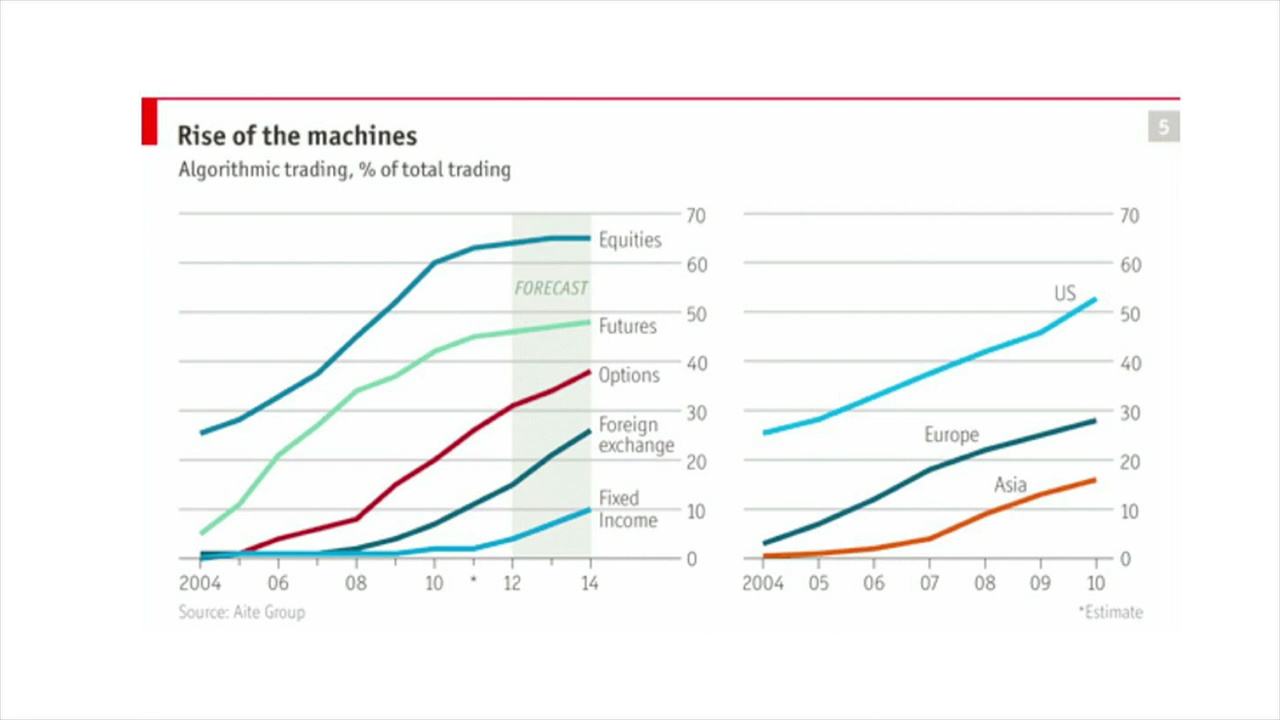 Rise of the machines
5
Algorithmic trading, % of total trading
70
Equities
60
FORECAST
50
Futures
40
Options
30
Foreign
exchange
20
Fixed
Income
10
0
2004 06 08 10 * 12 14
Source: Aite Group
70
60
US
50
40
30
Europe
20
Asia
10
0
2004 05 06 07 08 09 10
*Estimate